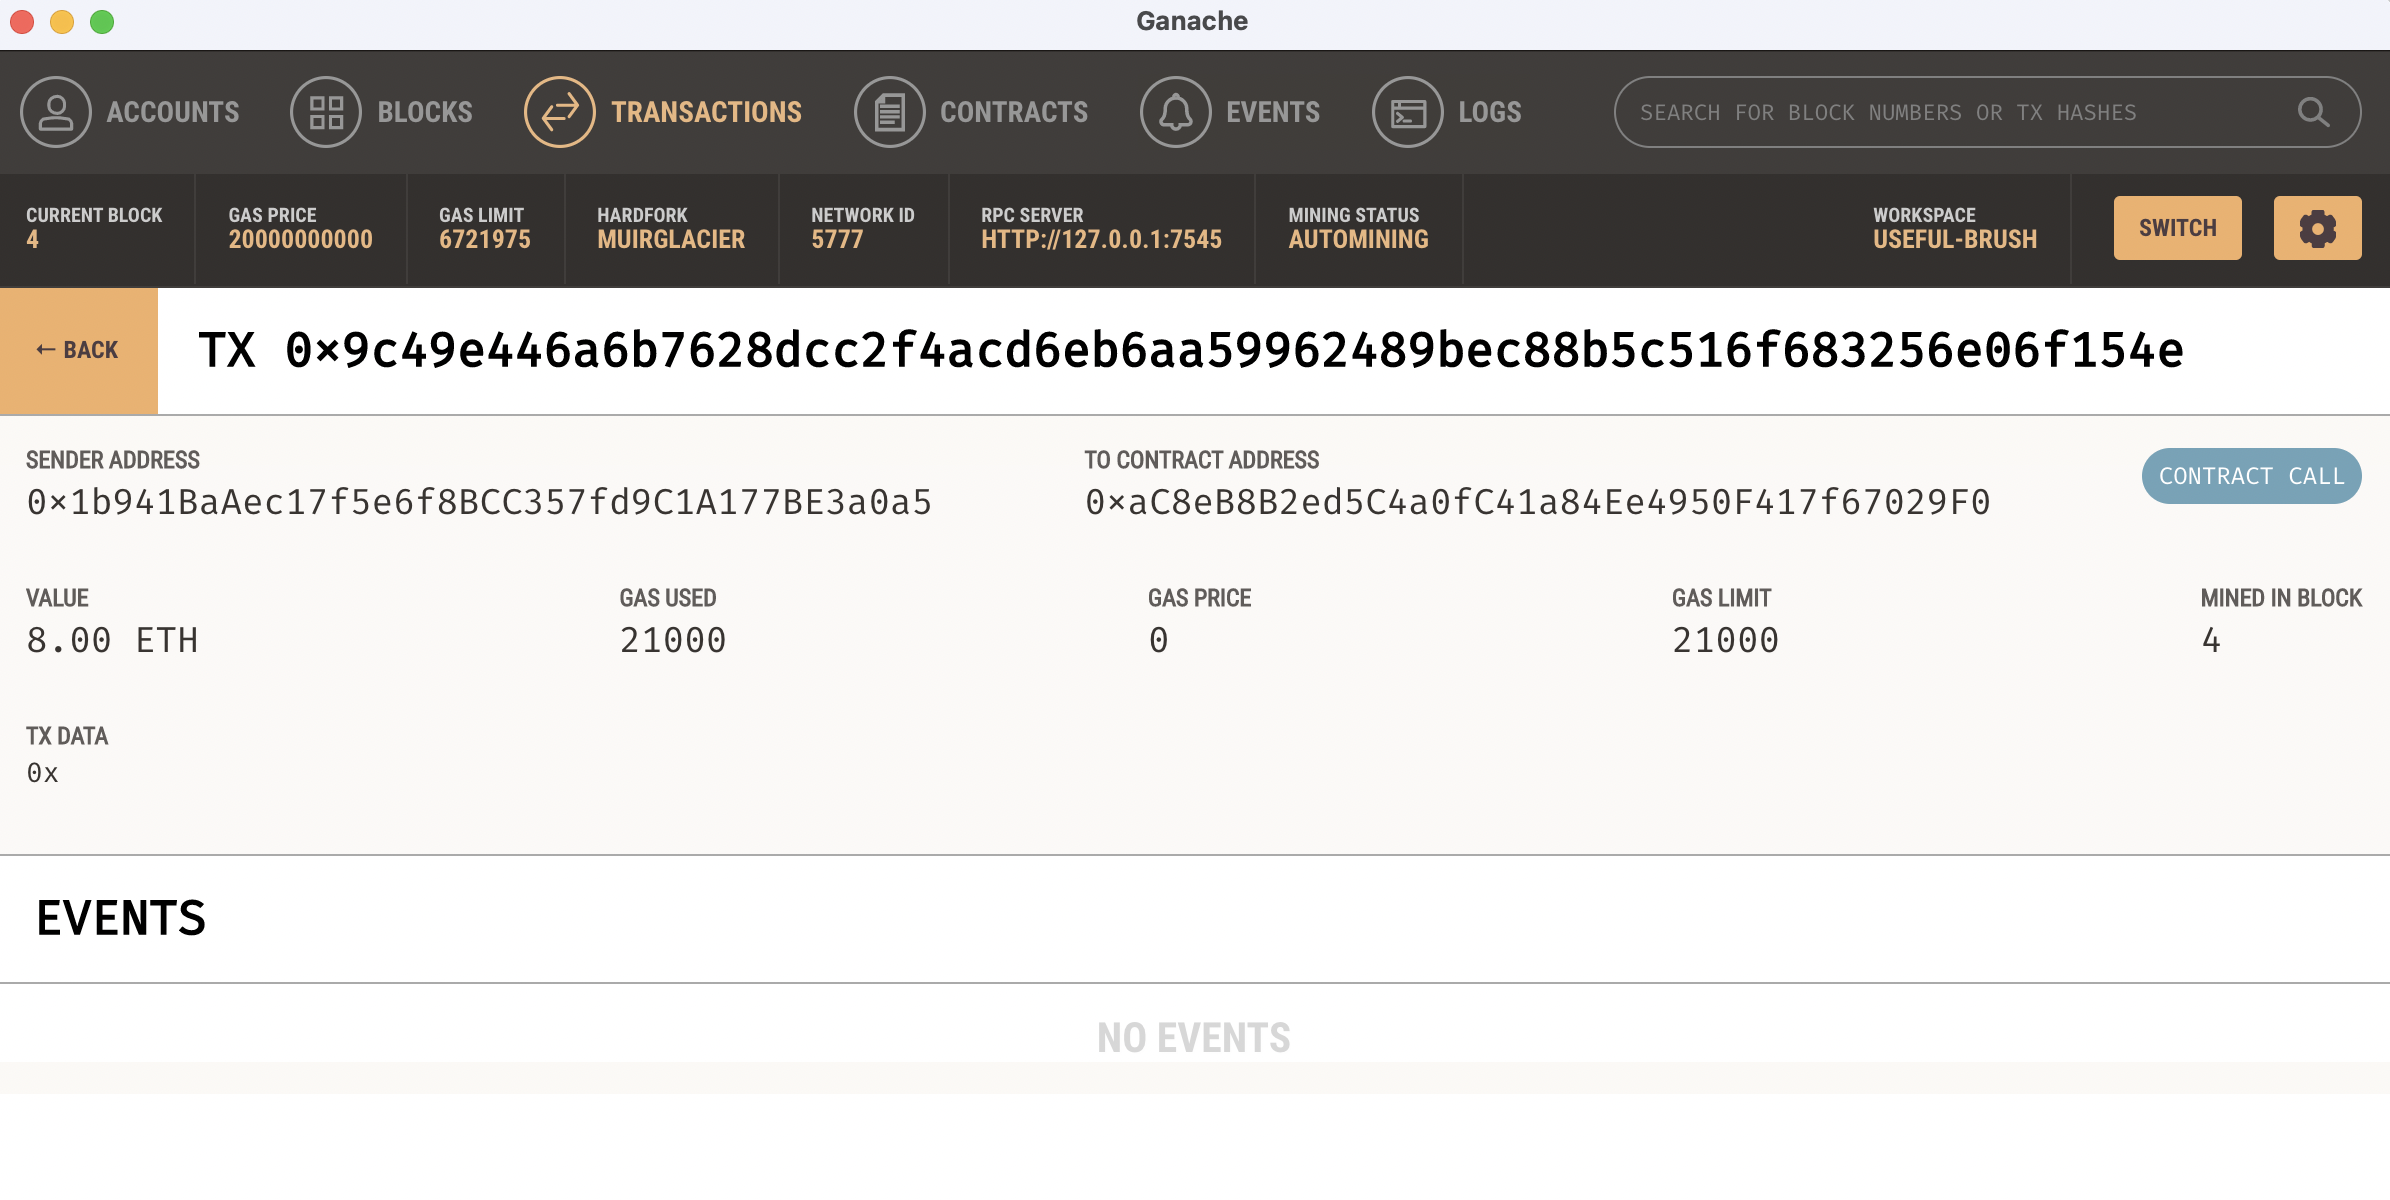 Ganache
ACCOUNTS BLOCKS TRANSACTIONS CONTRACTS EVENTS LOGS SEARCH FOR BLOCK NUMBERS OR TX HASHES
CURRENT BLOCK GAS PRICE GAS LIMIT HARDFORK NETWORK ID RPC SERVER MINING STATUS WORKSPACE
4 20000000000 6721975 MUIRGLACIER 5777 HTTP://127.0.0.1:7545 AUTOMINING USEFUL-BRUSH SWITCH
← BACK TX 0×9c49e446a6b7628dcc2f4acd6eb6aa59962489bec88b5c516f683256e06f154e
SENDER ADDRESS TO CONTRACT ADDRESS
0×1b941BaAec17f5e6f8BCC357fd9C1A177BE3a0a5 0×aC8eB8B2ed5C4a0fC41a84Ee4950F417f67029F0 CONTRACT CALL
VALUE GAS USED GAS PRICE GAS LIMIT MINED IN BLOCK
8.00 ETH 21000 0 21000 4
TX DATA
0x
EVENTS
NO EVENTS